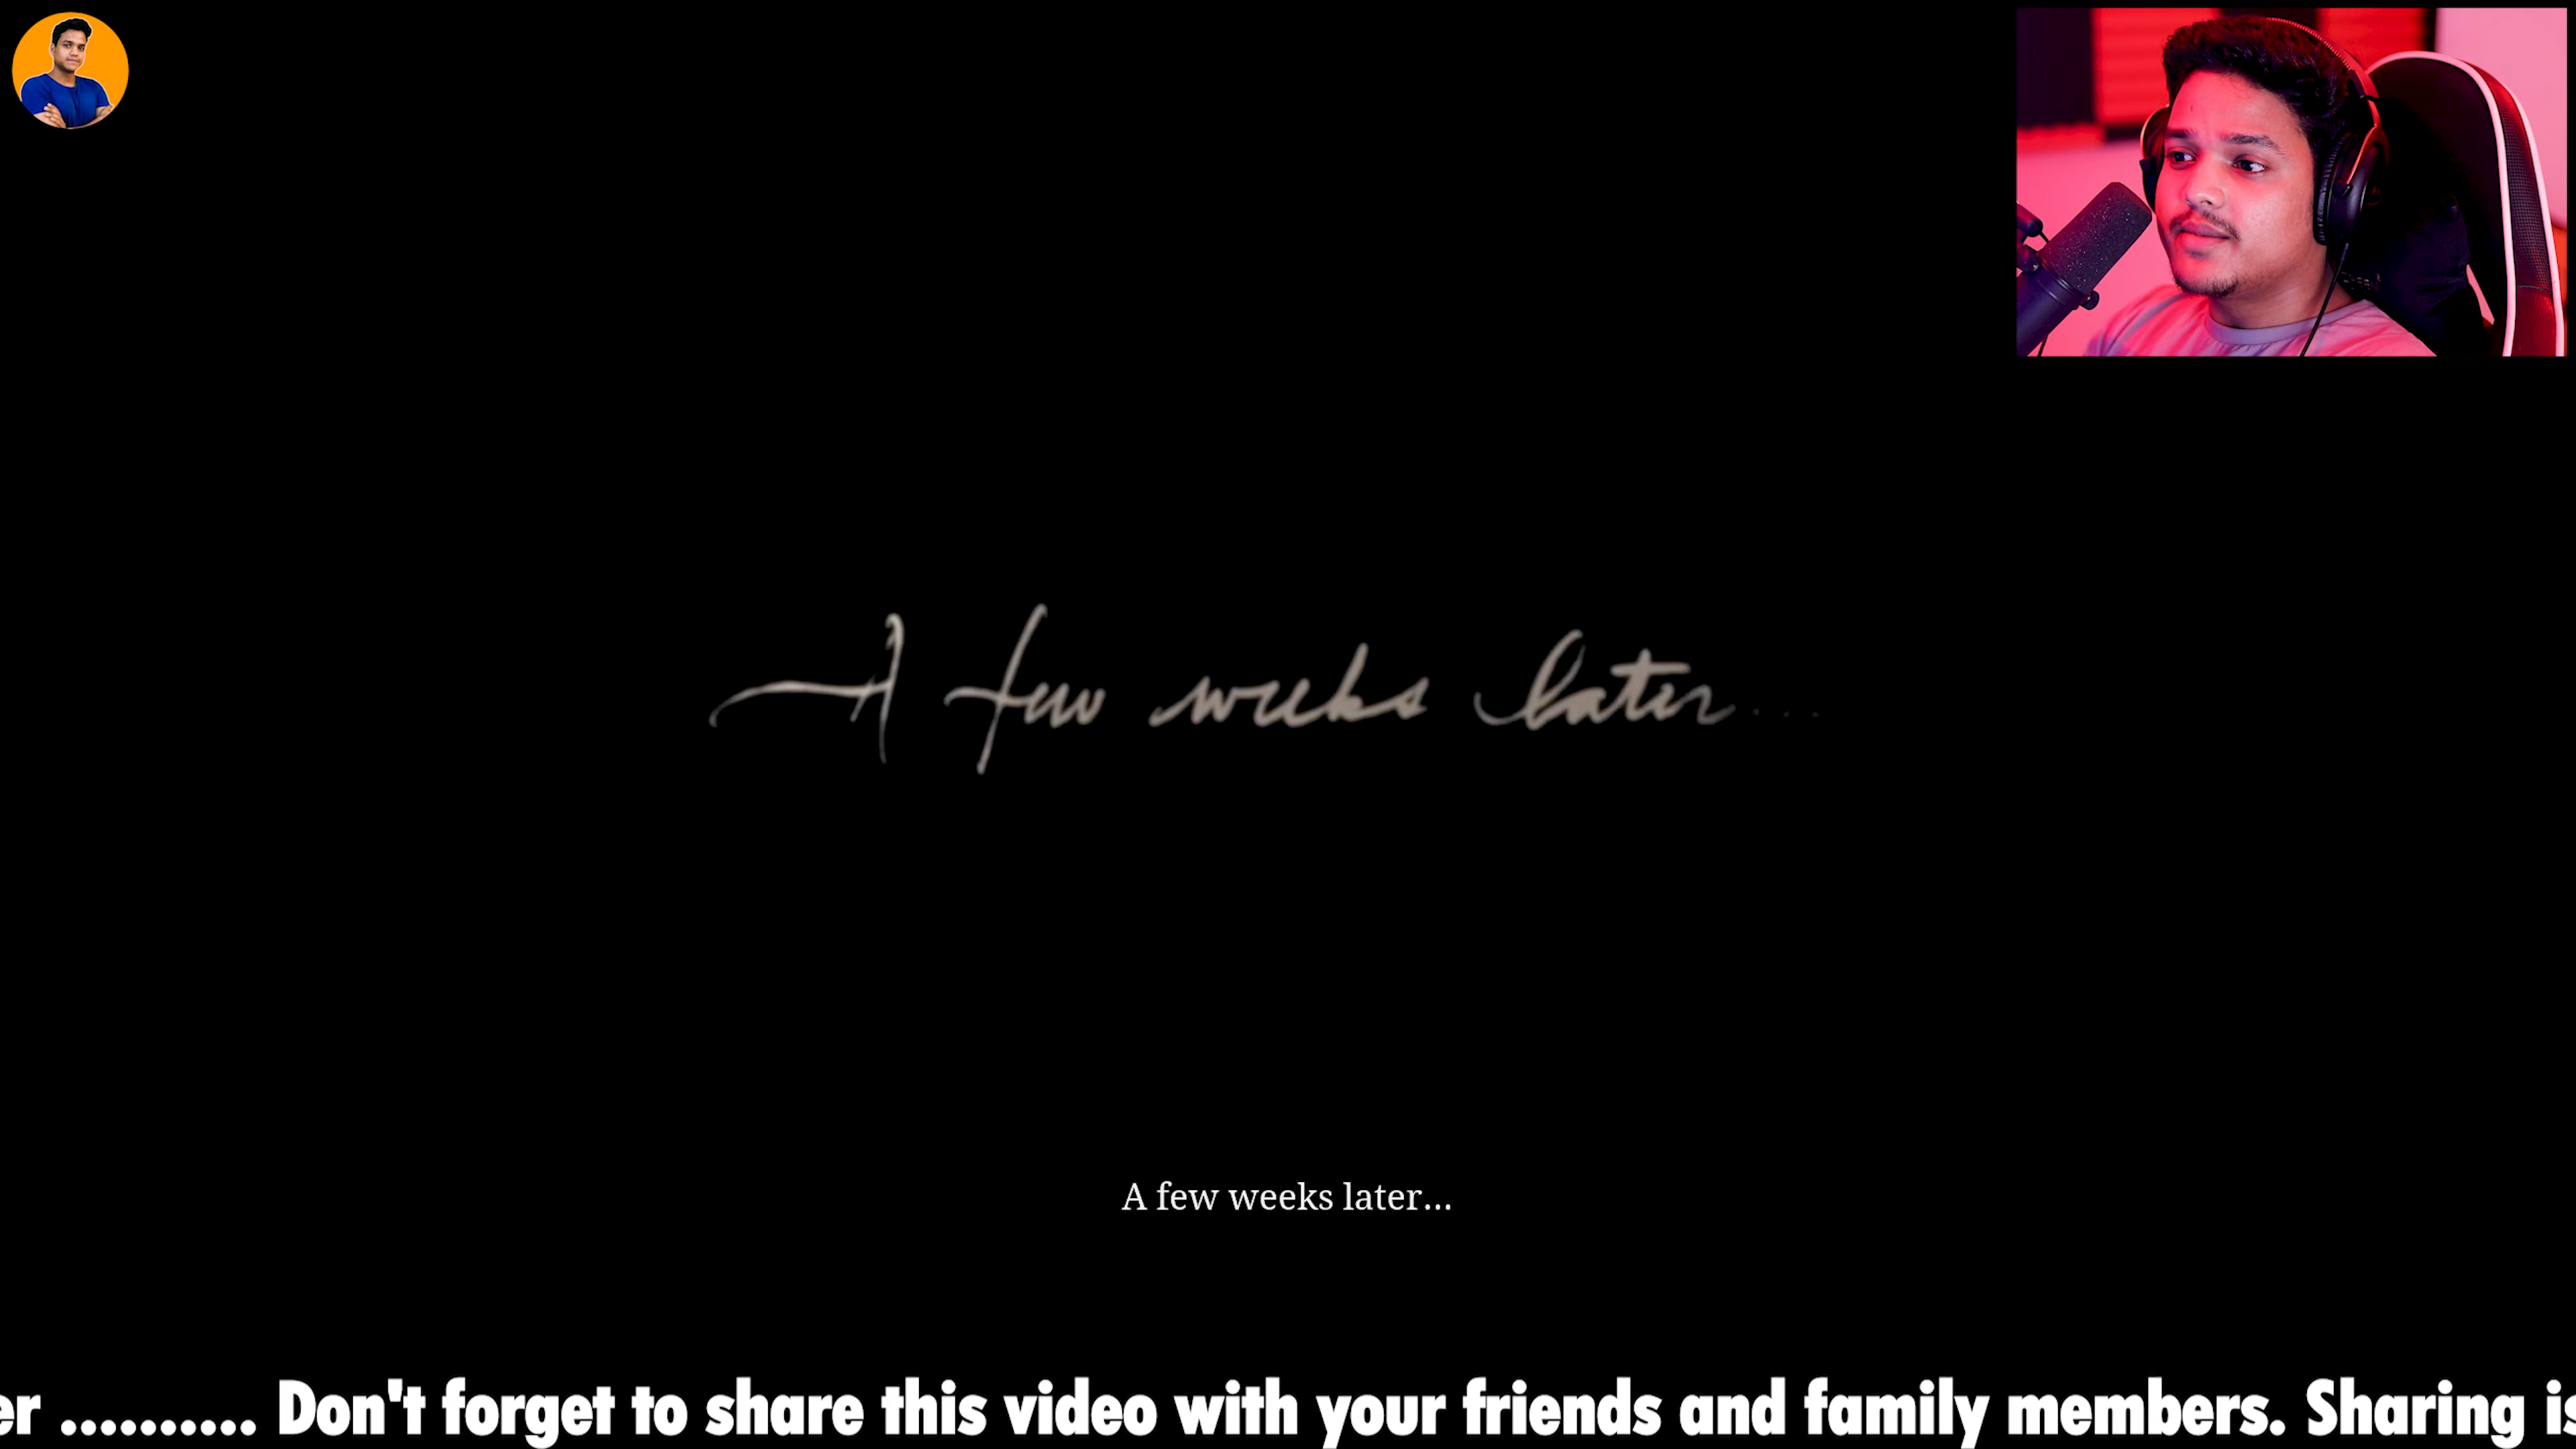 A few weeks later...
A few weeks later...
er .......... Don't forget to share this video with your friends and family members. Sharing is